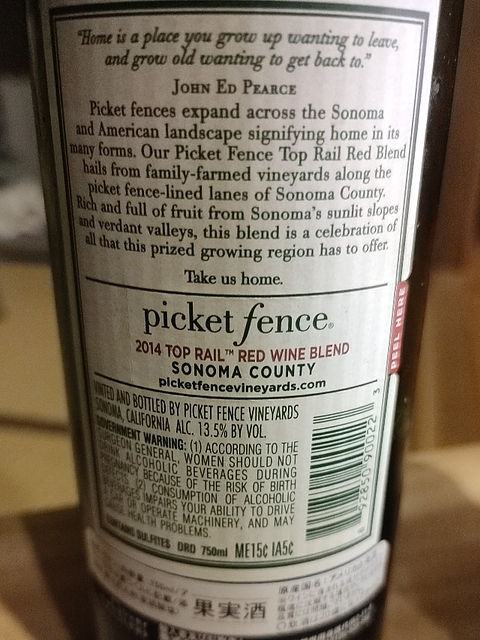 "Home is a place you grow up wanting to leave,
and grow old wanting to get back to."
JOHN ED PEARCE
Picket fences expand across the Sonoma
and American landscape signifying home in its
many forms. Our Picket Fence Top Rail Red Blend
hails from family-farmed vineyards along the
picket fence-lined lanes of Sonoma County.
Rich and full of fruit from Sonoma's sunlit slopes
and verdant valleys, this blend is a celebration of
all that this prized growing region has to offer.
Take us home.
picket fence®
2014 TOP RAIL™ RED WINE BLEND
SONOMA COUNTY
picketfencevineyards.com
PEEL HERE
VINTED AND BOTTLED BY PICKET FENCE VINEYARDS
SONOMA, CALIFORNIA ALC. 13.5% BY VOL.
GOVERNMENT WARNING: (1) ACCORDING TO THE
SURGEON GENERAL, WOMEN SHOULD NOT
DRINK ALCOHOLIC BEVERAGES DURING
PREGNANCY BECAUSE OF THE RISK OF BIRTH
DEFECTS. (2) CONSUMPTION OF ALCOHOLIC
BEVERAGES IMPAIRS YOUR ABILITY TO DRIVE
A CAR OR OPERATE MACHINERY, AND MAY
CAUSE HEALTH PROBLEMS.
CONTAINS SULFITES ORO 750ml ME15¢ IA5¢
果実酒